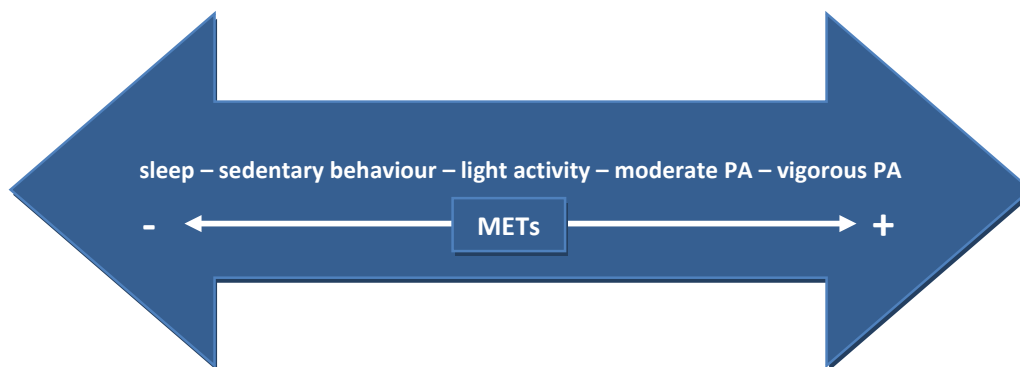 sleep – sedentary behaviour – light activity – moderate PA – vigorous PA
- METs +